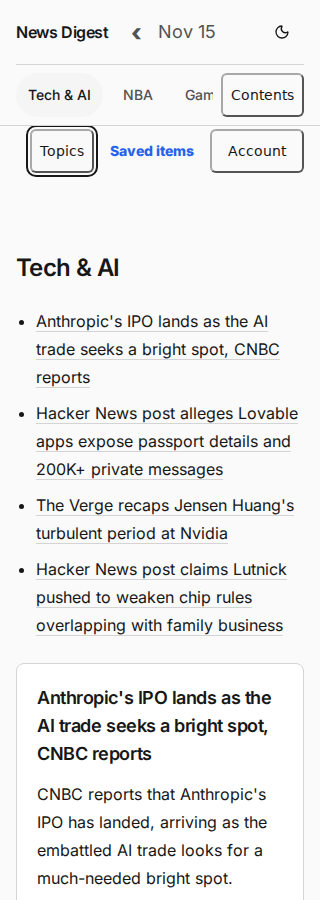 News Digest ‹ Nov 15
Tech & AI NBA Gam Contents
Topics Saved items Account
Tech & AI
• Anthropic's IPO lands as the AI
trade seeks a bright spot, CNBC
reports
• Hacker News post alleges Lovable
apps expose passport details and
200K+ private messages
• The Verge recaps Jensen Huang's
turbulent period at Nvidia
• Hacker News post claims Lutnick
pushed to weaken chip rules
overlapping with family business
Anthropic's IPO lands as the
AI trade seeks a bright spot,
CNBC reports
CNBC reports that Anthropic's
IPO has landed, arriving as the
embattled AI trade looks for a
much-needed bright spot.